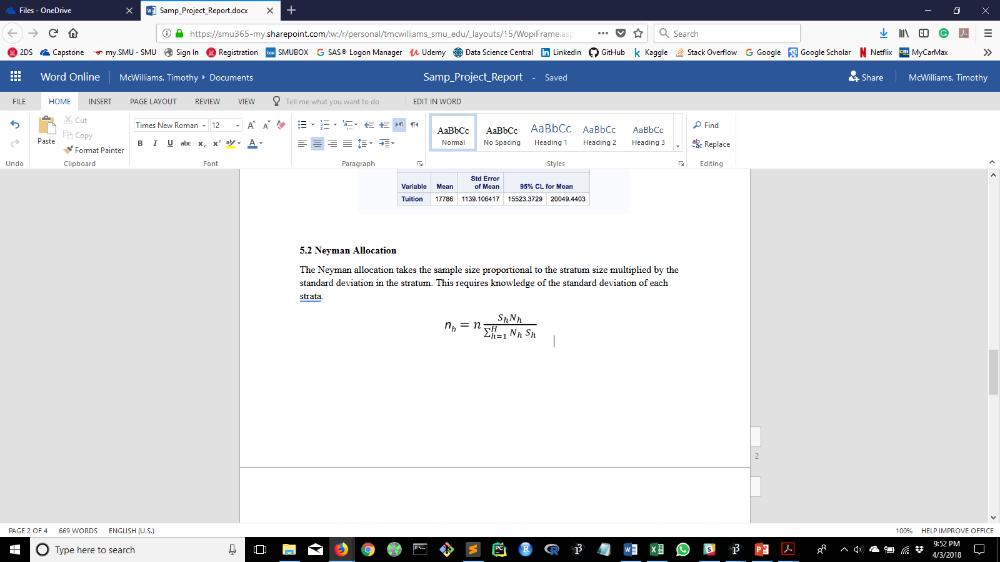 Files - OneDrive
Samp_Project_Report.docx
https://smu365-my.sharepoint.com/:w:/r/personal/tmcwilliams_smu_edu/_layouts/15/WopiFrame.asp
Search
2DS Capstone my.SMU - SMU Sign In Registration SMUBOX SAS® Logon Manager Udemy Data Science Central LinkedIn GitHub Kaggle Stack Overflow Google Google Scholar Netflix MyCarMax
Word Online McWilliams, Timothy Documents Samp_Project_Report - Saved Share McWilliams, Timothy
FILE HOME INSERT PAGE LAYOUT REVIEW VIEW Tell me what you want to do EDIT IN WORD
Cut
Copy
Paste
Format Painter
Times New Roman 12
B I U abc x₂ x²
AaBbCc AaBbCc AaBbCc AaBbCc AaBbCc
Normal No Spacing Heading 1 Heading 2 Heading 3
Find
Replace
Undo Clipboard Font Paragraph Styles Editing
Variable Mean Std Error of Mean 95% CL for Mean
Tuition 17786 1139.106417 15523.3729 20049.4403
5.2 Neyman Allocation
The Neyman allocation takes the sample size proportional to the stratum size multiplied by the
standard deviation in the stratum. This requires knowledge of the standard deviation of each
strata.
n_h = n \frac{S_h N_h}{\sum_{h=1}^{H} N_h S_h}
2
PAGE 2 OF 4 669 WORDS ENGLISH (U.S.) 100% HELP IMPROVE OFFICE
Type here to search
9:52 PM
4/3/2018